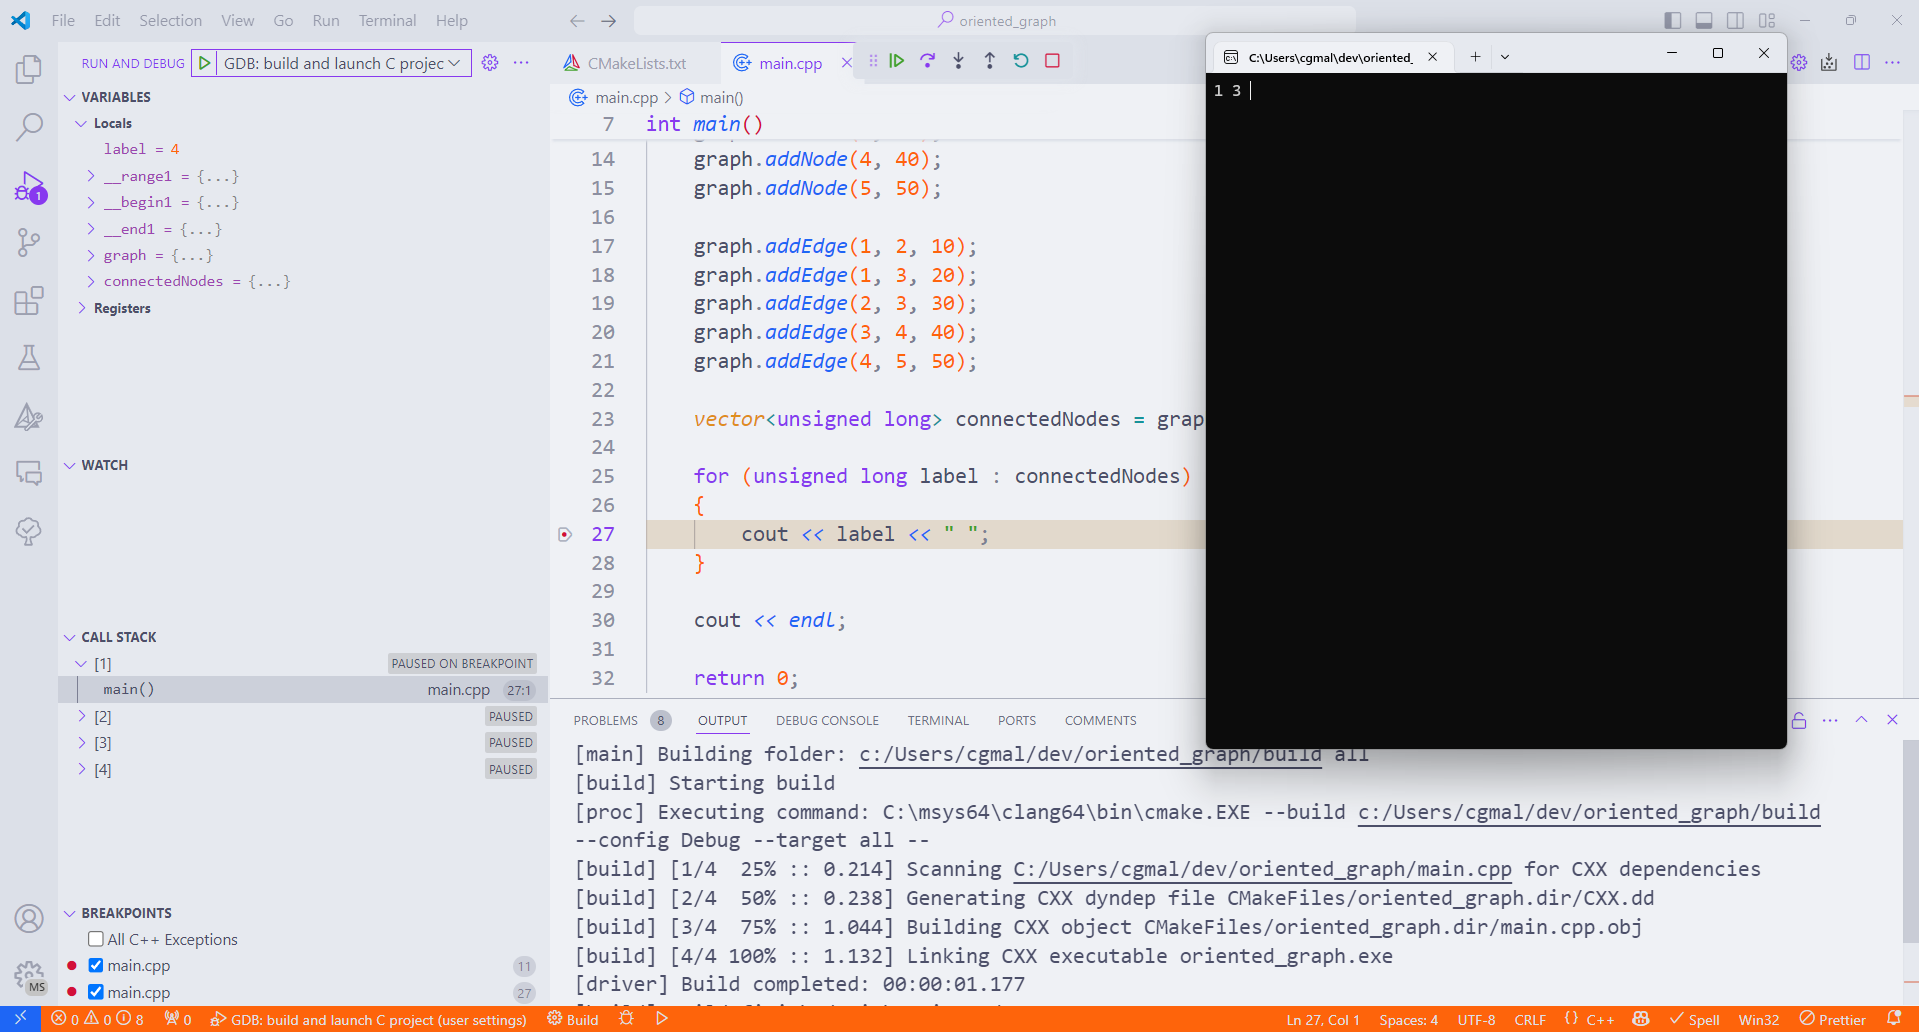 File Edit Selection View Go Run Terminal Help
oriented_graph
RUN AND DEBUG
GDB: build and launch C projec
VARIABLES
Locals
label = 4
__range1 = {...}
__begin1 = {...}
__end1 = {...}
graph = {...}
connectedNodes = {...}
Registers
WATCH
CALL STACK
[1] PAUSED ON BREAKPOINT
main() main.cpp 27:1
[2] PAUSED
[3] PAUSED
[4] PAUSED
BREAKPOINTS
All C++ Exceptions
main.cpp 11
main.cpp 27
1
MS
CMakeLists.txt main.cpp
main.cpp > main()
7 int main()
14 graph.addNode(4, 40);
15 graph.addNode(5, 50);
16
17 graph.addEdge(1, 2, 10);
18 graph.addEdge(1, 3, 20);
19 graph.addEdge(2, 3, 30);
20 graph.addEdge(3, 4, 40);
21 graph.addEdge(4, 5, 50);
22
23 vector<unsigned long> connectedNodes = grap
24
25 for (unsigned long label : connectedNodes)
26 {
27 cout << label << " ";
28 }
29
30 cout << endl;
31
32 return 0;
C:\Users\cgmal\dev\oriented_
1 3
PROBLEMS 8 OUTPUT DEBUG CONSOLE TERMINAL PORTS COMMENTS
[main] Building folder: c:/Users/cgmal/dev/oriented_graph/build all
[build] Starting build
[proc] Executing command: C:\msys64\clang64\bin\cmake.EXE --build c:/Users/cgmal/dev/oriented_graph/build
--config Debug --target all --
[build] [1/4  25% :: 0.214] Scanning C:/Users/cgmal/dev/oriented_graph/main.cpp for CXX dependencies
[build] [2/4  50% :: 0.238] Generating CXX dyndep file CMakeFiles/oriented_graph.dir/CXX.dd
[build] [3/4  75% :: 1.044] Building CXX object CMakeFiles/oriented_graph.dir/main.cpp.obj
[build] [4/4 100% :: 1.132] Linking CXX executable oriented_graph.exe
[driver] Build completed: 00:00:01.177
0 0 8 0 GDB: build and launch C project (user settings) Build
Ln 27, Col 1 Spaces: 4 UTF-8 CRLF {} C++ Spell Win32 Prettier